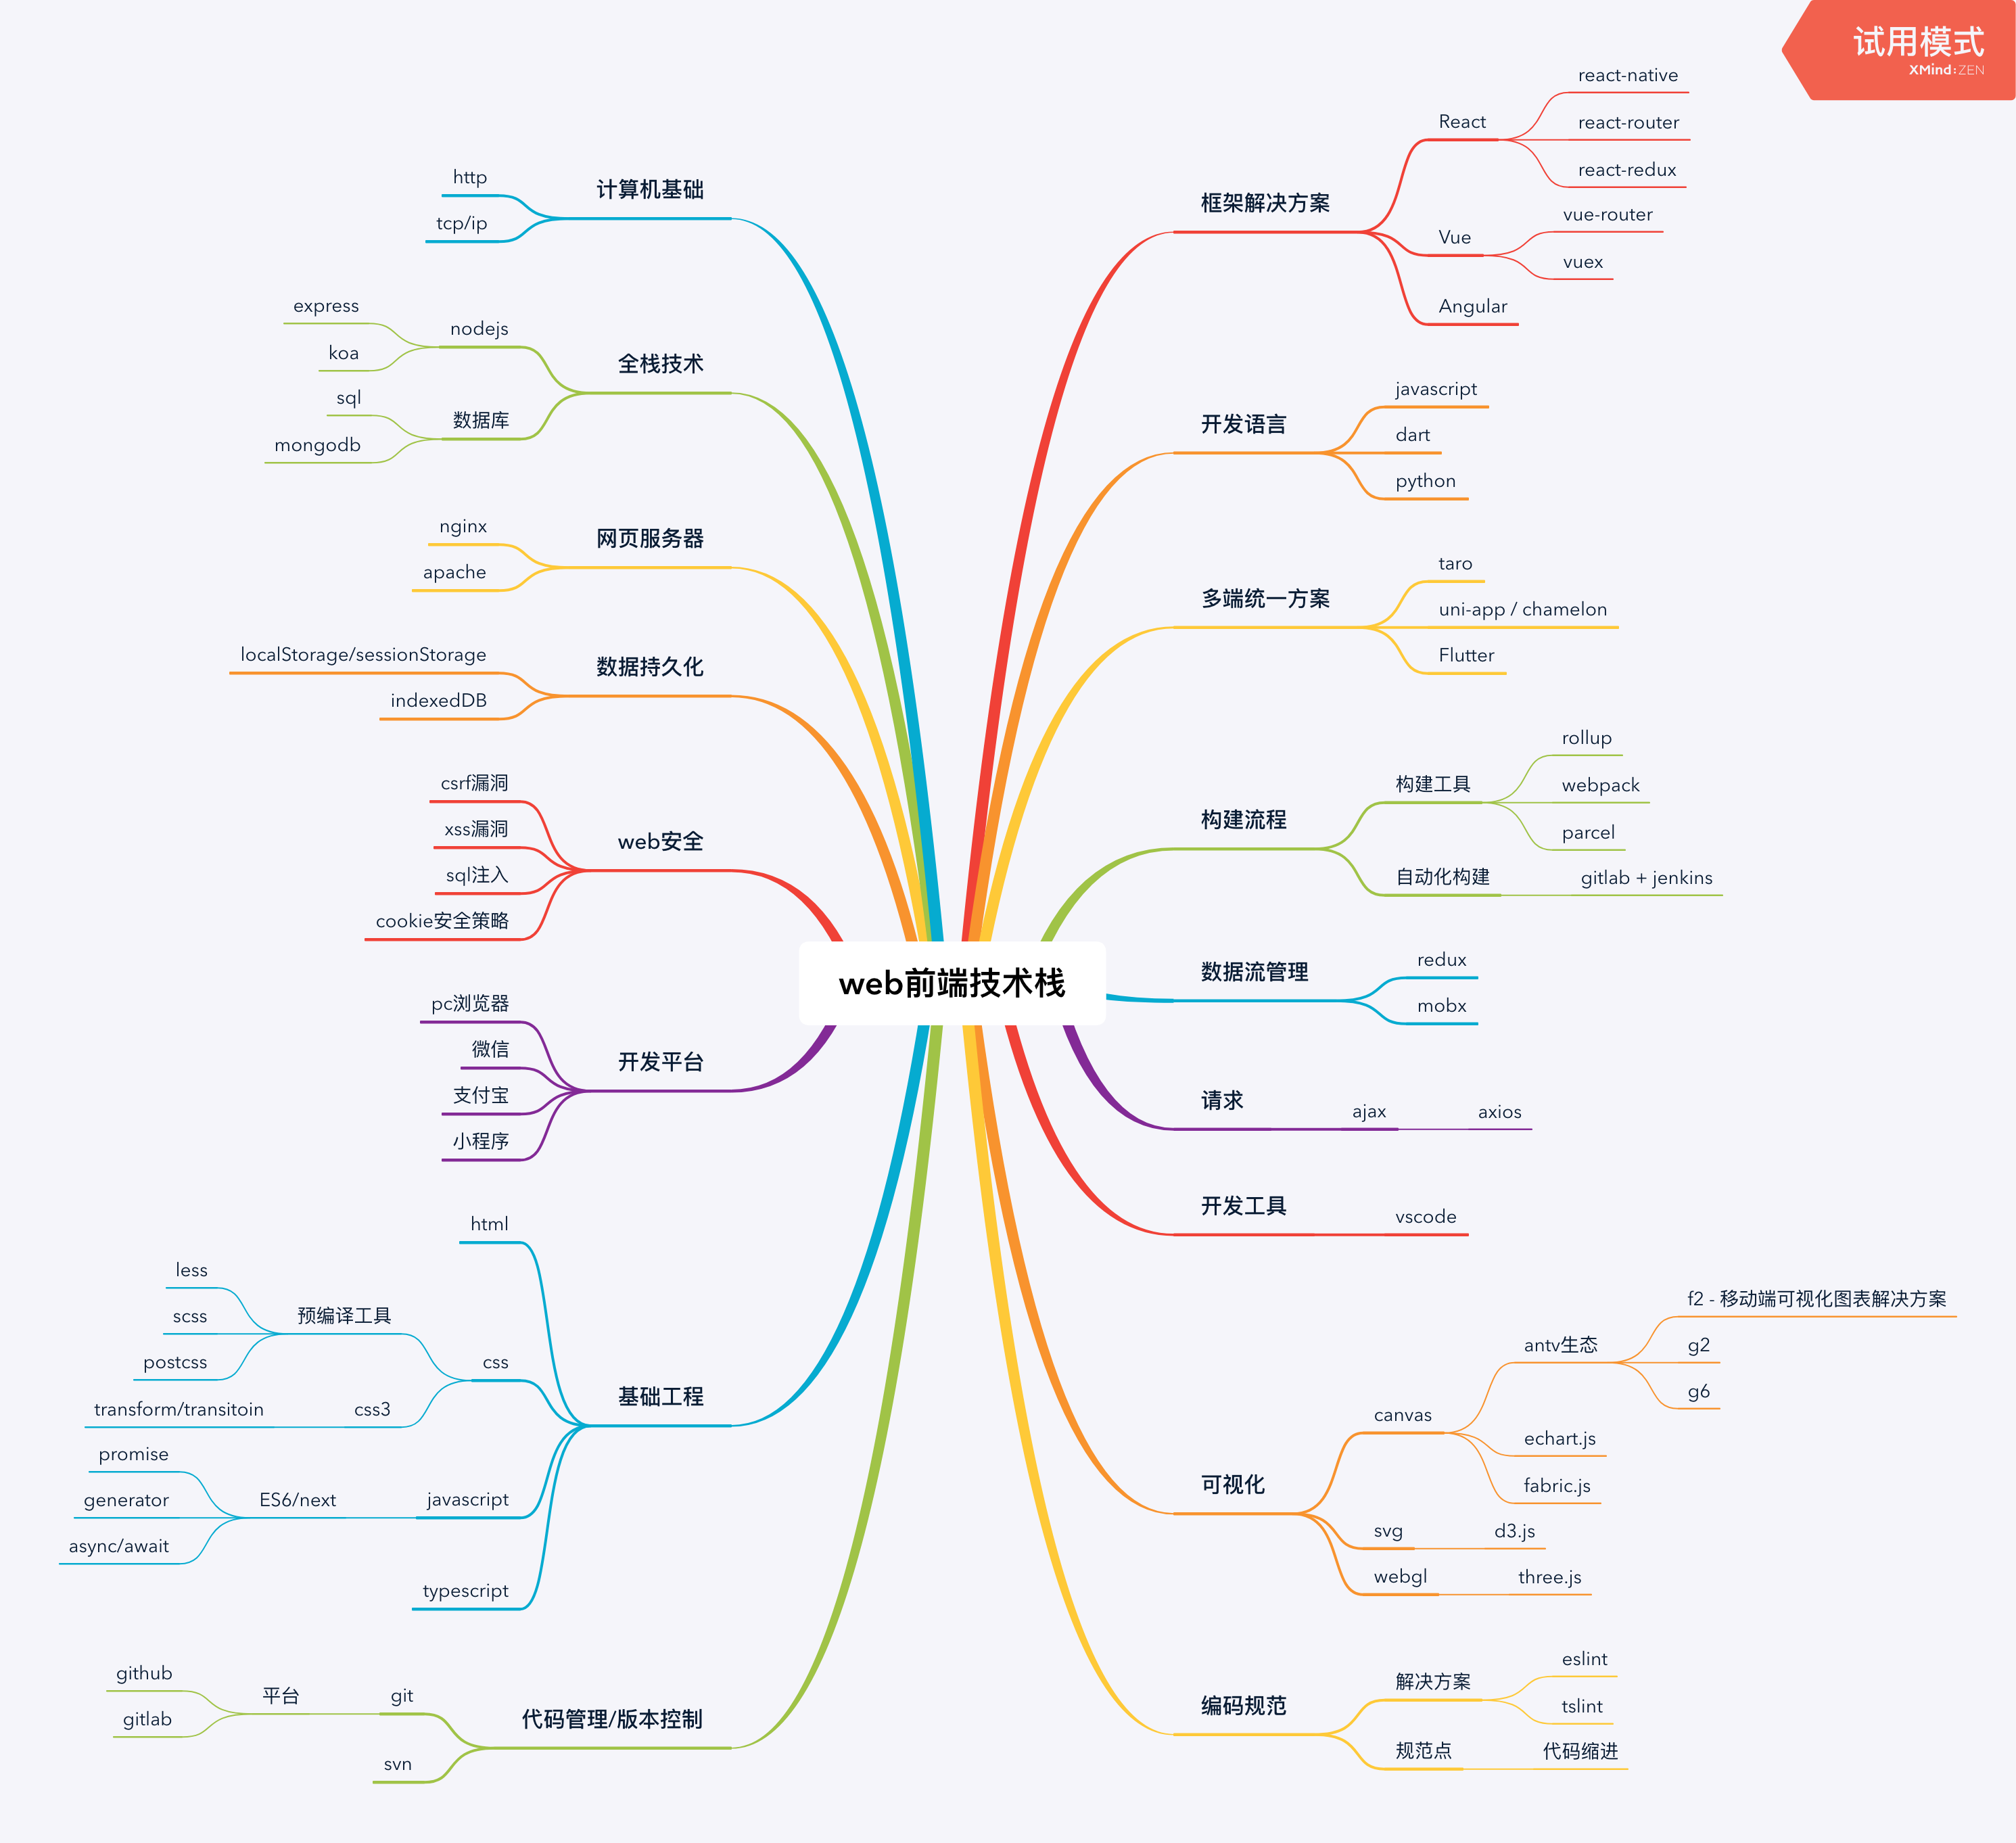 试用模式
XMind:ZEN
web前端技术栈
框架解决方案
React
react-native
react-router
react-redux
Vue
vue-router
vuex
Angular
开发语言
javascript
dart
python
多端统一方案
taro
uni-app / chamelon
Flutter
构建流程
构建工具
rollup
webpack
parcel
自动化构建
gitlab + jenkins
数据流管理
redux
mobx
请求
ajax
axios
开发工具
vscode
可视化
canvas
antv生态
f2 - 移动端可视化图表解决方案
g2
g6
echart.js
fabric.js
svg
d3.js
webgl
three.js
编码规范
解决方案
eslint
tslint
规范点
代码缩进
计算机基础
http
tcp/ip
全栈技术
nodejs
express
koa
数据库
sql
mongodb
网页服务器
nginx
apache
数据持久化
localStorage/sessionStorage
indexedDB
web安全
csrf漏洞
xss漏洞
sql注入
cookie安全策略
开发平台
pc浏览器
微信
支付宝
小程序
基础工程
html
css
预编译工具
less
scss
postcss
css3
transform/transitoin
javascript
ES6/next
promise
generator
async/await
typescript
代码管理/版本控制
git
平台
github
gitlab
svn